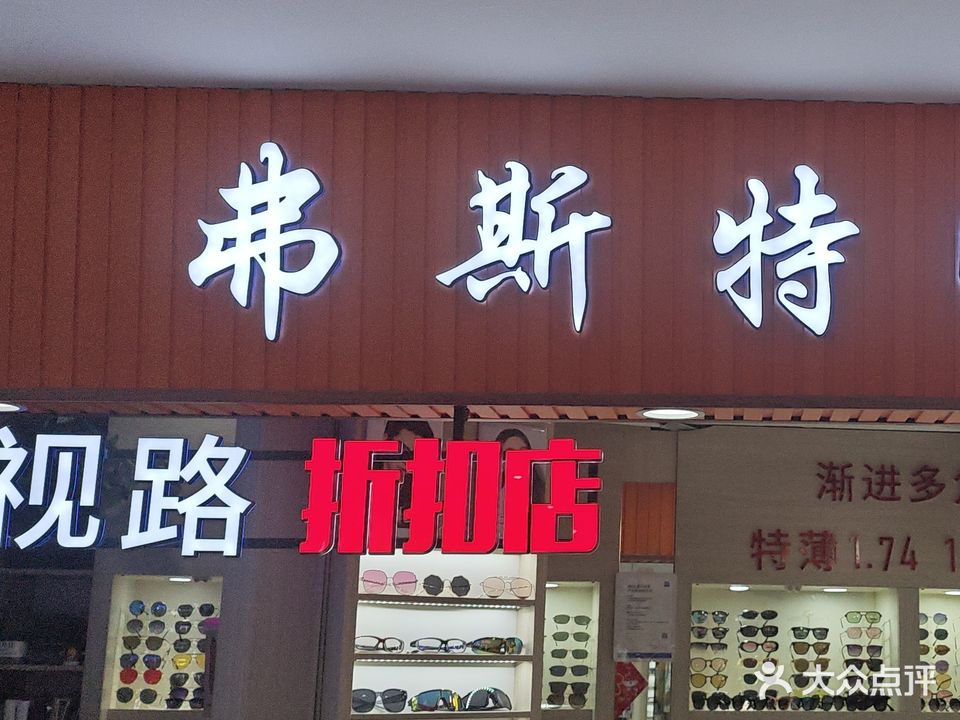 弗斯特
视路 折扣店
渐进多
特薄1.74 1
大众点评